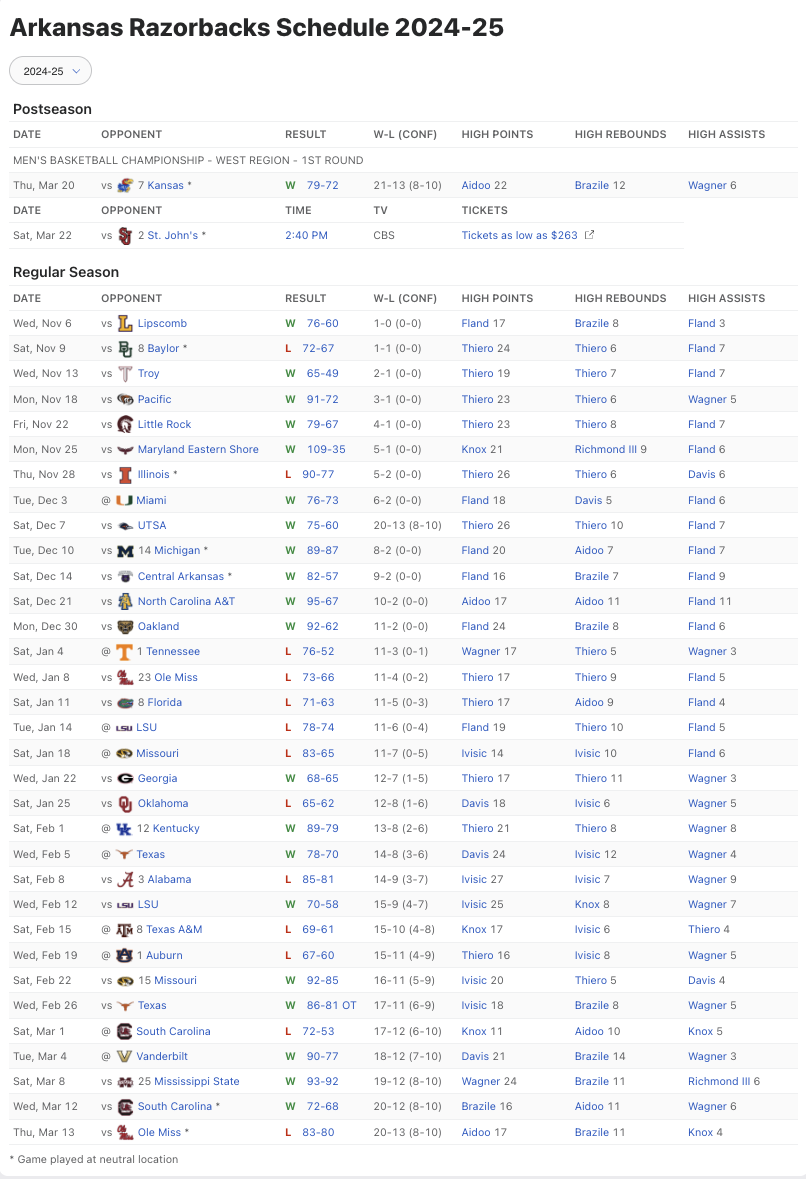 Arkansas Razorbacks Schedule 2024-25
2024-25
Postseason
DATE OPPONENT RESULT W-L (CONF) HIGH POINTS HIGH REBOUNDS HIGH ASSISTS
MEN'S BASKETBALL CHAMPIONSHIP - WEST REGION - 1ST ROUND
Thu, Mar 20 vs 7 Kansas * W 79-72 21-13 (8-10) Aidoo 22 Brazile 12 Wagner 6
DATE OPPONENT TIME TV TICKETS
Sat, Mar 22 vs 2 St. John's * 2:40 PM CBS Tickets as low as $263
Regular Season
DATE OPPONENT RESULT W-L (CONF) HIGH POINTS HIGH REBOUNDS HIGH ASSISTS
Wed, Nov 6 vs Lipscomb W 76-60 1-0 (0-0) Fland 17 Brazile 8 Fland 3
Sat, Nov 9 vs 8 Baylor * L 72-67 1-1 (0-0) Thiero 24 Thiero 6 Fland 7
Wed, Nov 13 vs Troy W 65-49 2-1 (0-0) Thiero 19 Thiero 7 Fland 7
Mon, Nov 18 vs Pacific W 91-72 3-1 (0-0) Thiero 23 Thiero 6 Wagner 5
Fri, Nov 22 vs Little Rock W 79-67 4-1 (0-0) Thiero 23 Thiero 8 Fland 7
Mon, Nov 25 vs Maryland Eastern Shore W 109-35 5-1 (0-0) Knox 21 Richmond III 9 Fland 6
Thu, Nov 28 vs Illinois * L 90-77 5-2 (0-0) Thiero 26 Thiero 6 Davis 6
Tue, Dec 3 @ Miami W 76-73 6-2 (0-0) Fland 18 Davis 5 Fland 6
Sat, Dec 7 vs UTSA W 75-60 20-13 (8-10) Thiero 26 Thiero 10 Fland 7
Tue, Dec 10 vs 14 Michigan * W 89-87 8-2 (0-0) Fland 20 Aidoo 7 Fland 7
Sat, Dec 14 vs Central Arkansas * W 82-57 9-2 (0-0) Fland 16 Brazile 7 Fland 9
Sat, Dec 21 vs North Carolina A&T W 95-67 10-2 (0-0) Aidoo 17 Aidoo 11 Fland 11
Mon, Dec 30 vs Oakland W 92-62 11-2 (0-0) Fland 24 Brazile 8 Fland 6
Sat, Jan 4 @ 1 Tennessee L 76-52 11-3 (0-1) Wagner 17 Thiero 5 Wagner 3
Wed, Jan 8 vs 23 Ole Miss L 73-66 11-4 (0-2) Thiero 17 Thiero 9 Fland 5
Sat, Jan 11 vs 8 Florida L 71-63 11-5 (0-3) Thiero 17 Aidoo 9 Fland 4
Tue, Jan 14 @ LSU L 78-74 11-6 (0-4) Fland 19 Thiero 10 Fland 5
Sat, Jan 18 @ Missouri L 83-65 11-7 (0-5) Ivisic 14 Ivisic 10 Fland 6
Wed, Jan 22 vs Georgia W 68-65 12-7 (1-5) Thiero 17 Thiero 11 Wagner 3
Sat, Jan 25 vs Oklahoma L 65-62 12-8 (1-6) Davis 18 Ivisic 6 Wagner 5
Sat, Feb 1 @ 12 Kentucky W 89-79 13-8 (2-6) Thiero 21 Thiero 8 Wagner 8
Wed, Feb 5 @ Texas W 78-70 14-8 (3-6) Davis 24 Ivisic 12 Wagner 4
Sat, Feb 8 vs 3 Alabama L 85-81 14-9 (3-7) Ivisic 27 Ivisic 7 Wagner 9
Wed, Feb 12 vs LSU W 70-58 15-9 (4-7) Ivisic 25 Knox 8 Wagner 7
Sat, Feb 15 @ 8 Texas A&M L 69-61 15-10 (4-8) Knox 17 Ivisic 6 Thiero 4
Wed, Feb 19 @ 1 Auburn L 67-60 15-11 (4-9) Thiero 16 Ivisic 8 Wagner 5
Sat, Feb 22 vs 15 Missouri W 92-85 16-11 (5-9) Ivisic 20 Thiero 5 Davis 4
Wed, Feb 26 vs Texas W 86-81 OT 17-11 (6-9) Ivisic 18 Brazile 8 Wagner 5
Sat, Mar 1 @ South Carolina L 72-53 17-12 (6-10) Knox 11 Aidoo 10 Knox 5
Tue, Mar 4 @ Vanderbilt W 90-77 18-12 (7-10) Davis 21 Brazile 14 Wagner 3
Sat, Mar 8 vs 25 Mississippi State W 93-92 19-12 (8-10) Wagner 24 Brazile 11 Richmond III 6
Wed, Mar 12 vs South Carolina * W 72-68 20-12 (8-10) Brazile 16 Aidoo 11 Wagner 6
Thu, Mar 13 vs Ole Miss * L 83-80 20-13 (8-10) Aidoo 17 Brazile 11 Knox 4
* Game played at neutral location